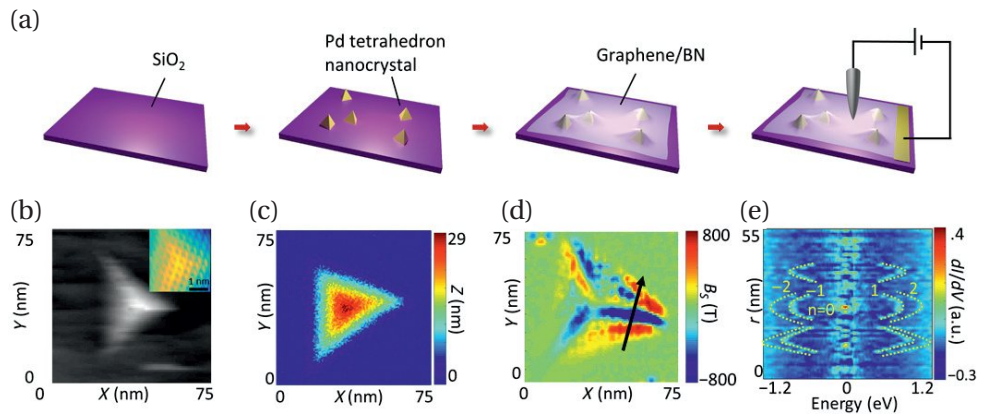 (a)
SiO₂
Pd tetrahedron
nanocrystal
Graphene/BN
(b)
75
Y (nm)
0
X (nm)
75
1 nm
(c)
75
Y (nm)
0
X (nm)
75
29
Z (nm)
0
(d)
75
Y (nm)
0
X (nm)
75
800
Bs (T)
−800
(e)
55
r (nm)
0
−2
−1
n=0
1
2
−1.2
0
1.2
Energy (eV)
.4
dI/dV (a.u.)
−0.3